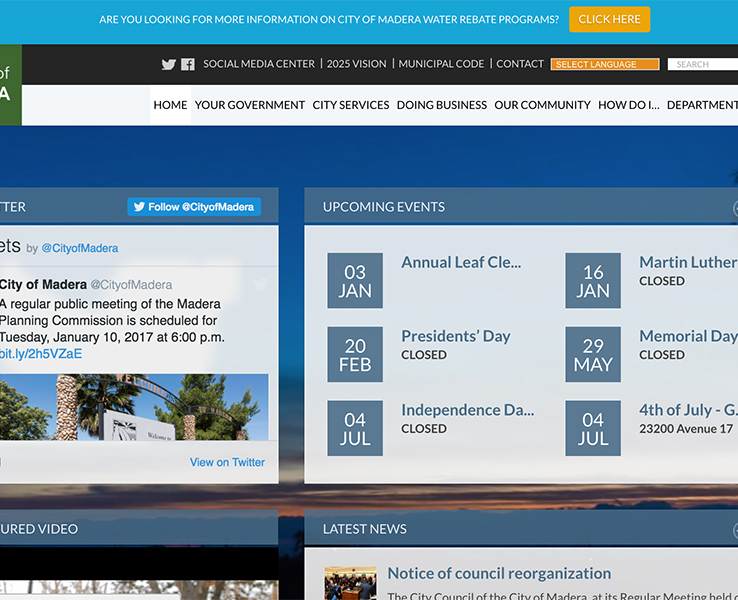 ARE YOU LOOKING FOR MORE INFORMATION ON CITY OF MADERA WATER REBATE PROGRAMS? CLICK HERE
SOCIAL MEDIA CENTER | 2025 VISION | MUNICIPAL CODE | CONTACT SELECT LANGUAGE SEARCH
of
A
HOME YOUR GOVERNMENT CITY SERVICES DOING BUSINESS OUR COMMUNITY HOW DO I... DEPARTMENT
TTER Follow @CityofMadera
ets by @CityofMadera
City of Madera @CityofMadera
A regular public meeting of the Madera
Planning Commission is scheduled for
Tuesday, January 10, 2017 at 6:00 p.m.
bit.ly/2h5VZaE
View on Twitter
UPCOMING EVENTS
03 JAN
Annual Leaf Cle...
16 JAN
Martin Luther
CLOSED
20 FEB
Presidents' Day
CLOSED
29 MAY
Memorial Day
CLOSED
04 JUL
Independence Da...
CLOSED
04 JUL
4th of July - G.
23200 Avenue 17
URED VIDEO
LATEST NEWS
Notice of council reorganization
The City Council of the City of Madera, at its Regular Meeting held